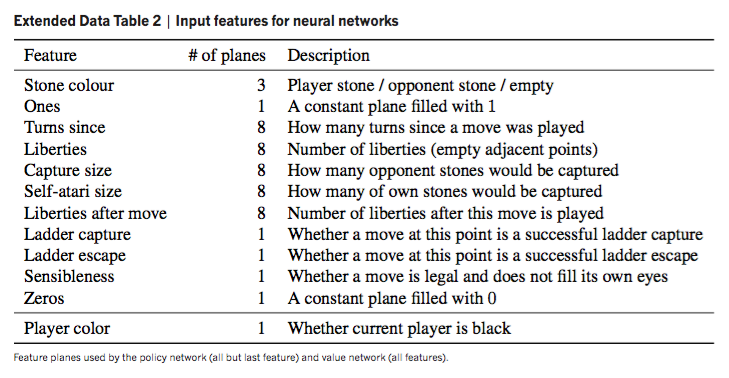 Extended Data Table 2 | Input features for neural networks
Feature # of planes Description
Stone colour 3 Player stone / opponent stone / empty
Ones 1 A constant plane filled with 1
Turns since 8 How many turns since a move was played
Liberties 8 Number of liberties (empty adjacent points)
Capture size 8 How many opponent stones would be captured
Self-atari size 8 How many of own stones would be captured
Liberties after move 8 Number of liberties after this move is played
Ladder capture 1 Whether a move at this point is a successful ladder capture
Ladder escape 1 Whether a move at this point is a successful ladder escape
Sensibleness 1 Whether a move is legal and does not fill its own eyes
Zeros 1 A constant plane filled with 0
Player color 1 Whether current player is black
Feature planes used by the policy network (all but last feature) and value network (all features).